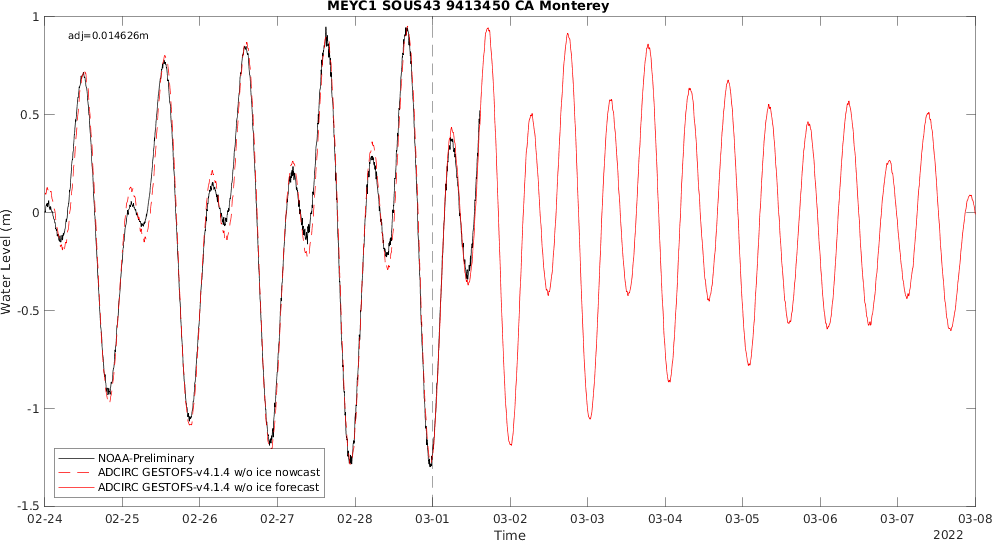 MEYC1 SOUS43 9413450 CA Monterey
adj=0.014626m
1
0.5
0
-0.5
-1
-1.5
Water Level (m)
NOAA-Preliminary
ADCIRC GESTOFS-v4.1.4 w/o ice nowcast
ADCIRC GESTOFS-v4.1.4 w/o ice forecast
02-24 02-25 02-26 02-27 02-28 03-01 03-02 03-03 03-04 03-05 03-06 03-07 03-08
Time
2022